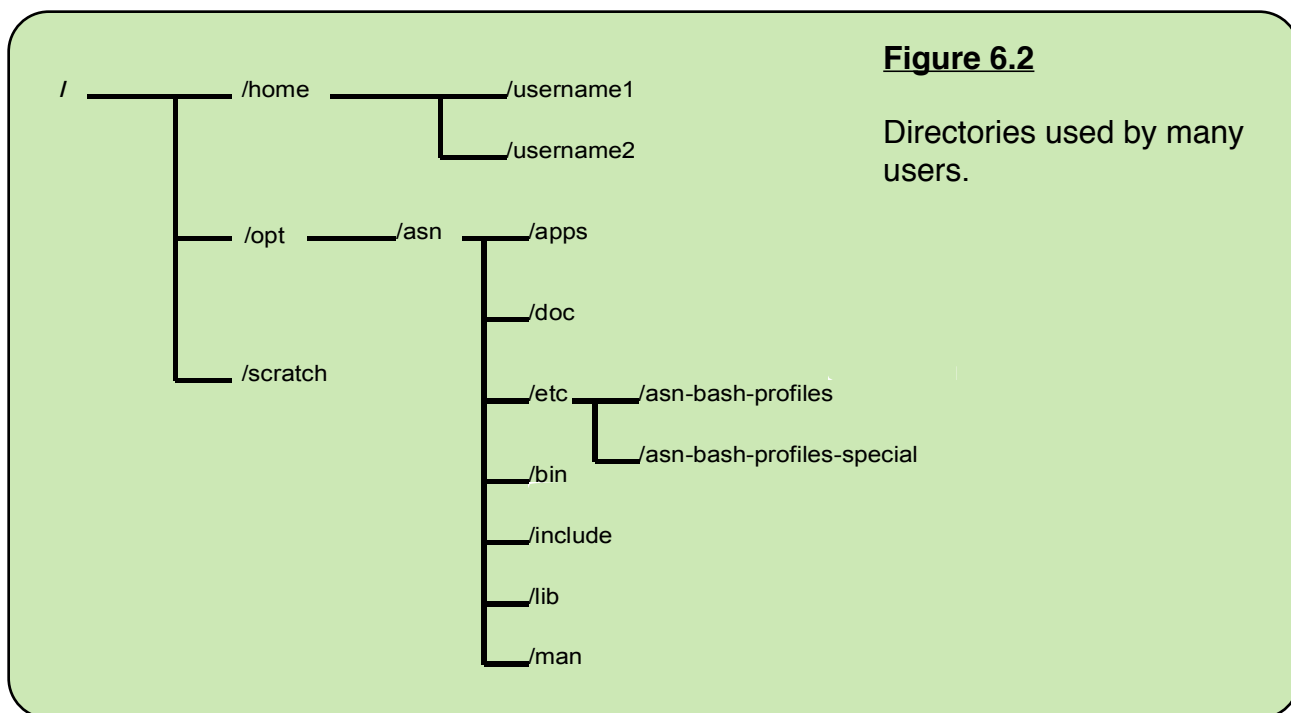 Figure 6.2
Directories used by many
users.
/ /home /username1
/username2
/opt /asn /apps
/doc
/scratch
/etc /asn-bash-profiles
/asn-bash-profiles-special
/bin
/include
/lib
/man